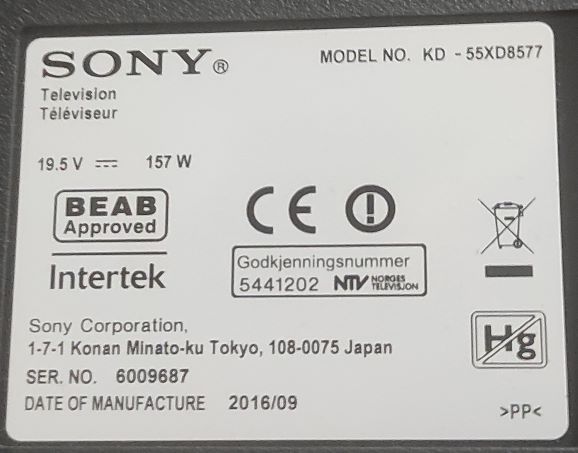 SONY®
MODEL NO. KD - 55XD8577
Television
Téléviseur
19.5 V ⎓ 157 W
BEAB
Approved
Intertek
CE
Godkjenningsnummer
5441202 NTV NORGES
TELEVISJON
Hg
Sony Corporation,
1-7-1 Konan Minato-ku Tokyo, 108-0075 Japan
SER. NO. 6009687
DATE OF MANUFACTURE 2016/09
>PP<